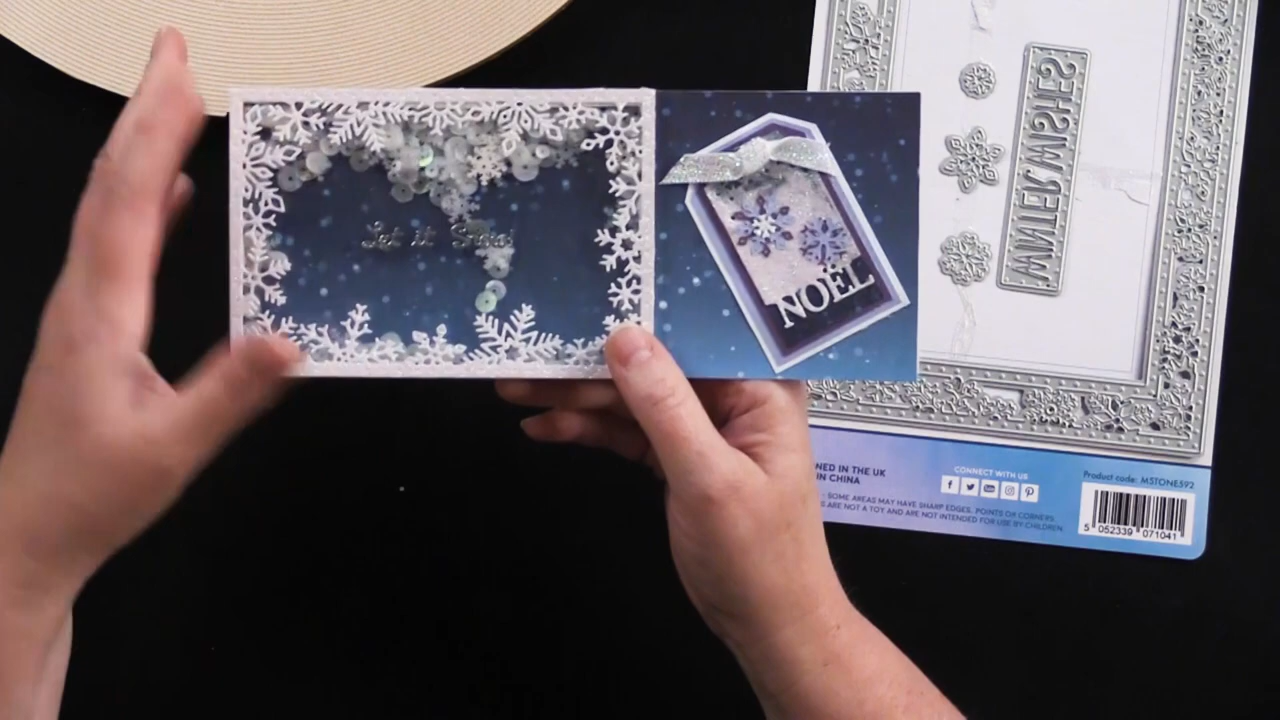 Let it Snow!
NOËL
WINTER WISHES
NED IN THE UK
IN CHINA
CONNECT WITH US
- SOME AREAS MAY HAVE SHARP EDGES, POINTS OR CORNERS
ARE NOT A TOY AND ARE NOT INTENDED FOR USE BY CHILDREN
Product code: MSTONE592
5 052339 071041